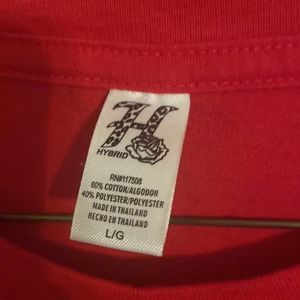 H
HYBRID
RN#117508
60% COTTON/ALGODON
40% POLYESTER/POLYESTER
MADE IN THAILAND
HECHO EN THAILAND
L/G